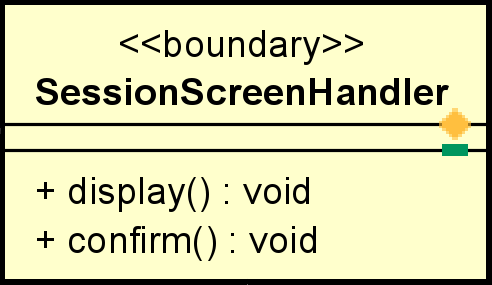 <<boundary>>
SessionScreenHandler
+ display() : void
+ confirm() : void